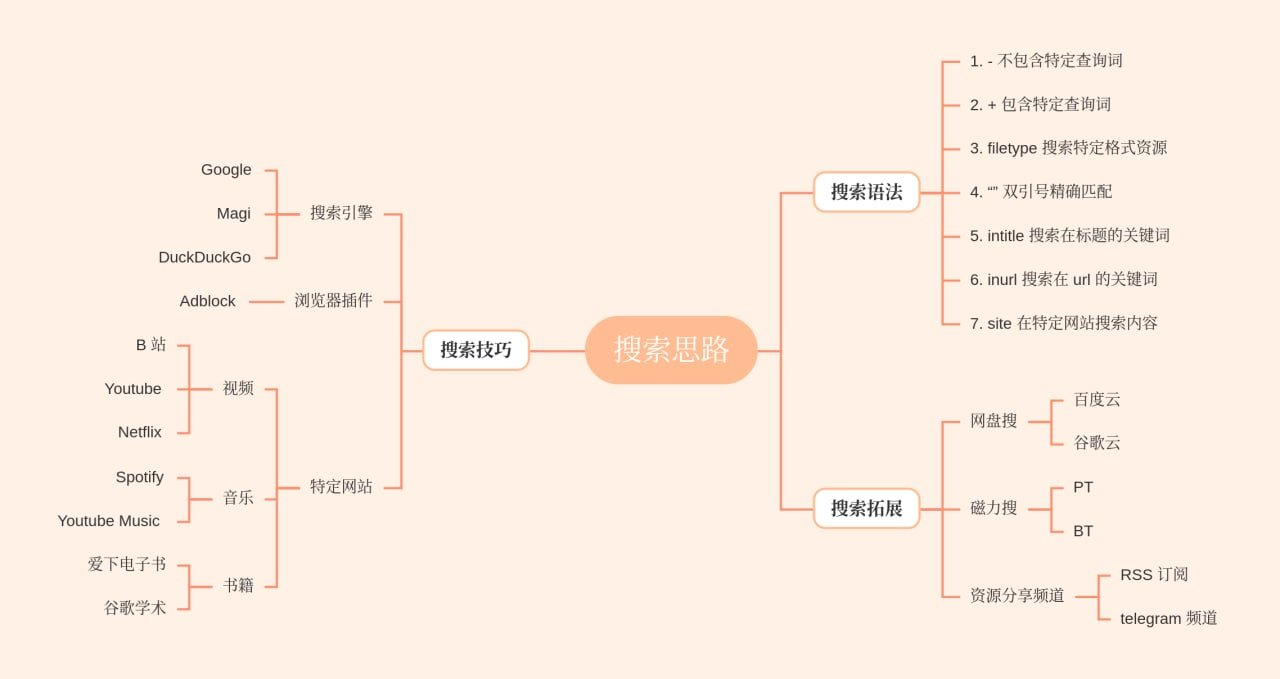 搜索思路
搜索语法
1. - 不包含特定查询词
2. + 包含特定查询词
3. filetype 搜索特定格式资源
4. “” 双引号精确匹配
5. intitle 搜索在标题的关键词
6. inurl 搜索在 url 的关键词
7. site 在特定网站搜索内容
搜索拓展
网盘搜
百度云
谷歌云
磁力搜
PT
BT
资源分享频道
RSS 订阅
telegram 频道
搜索技巧
搜索引擎
Google
Magi
DuckDuckGo
浏览器插件
Adblock
特定网站
视频
B 站
Youtube
Netflix
音乐
Spotify
Youtube Music
书籍
爱下电子书
谷歌学术